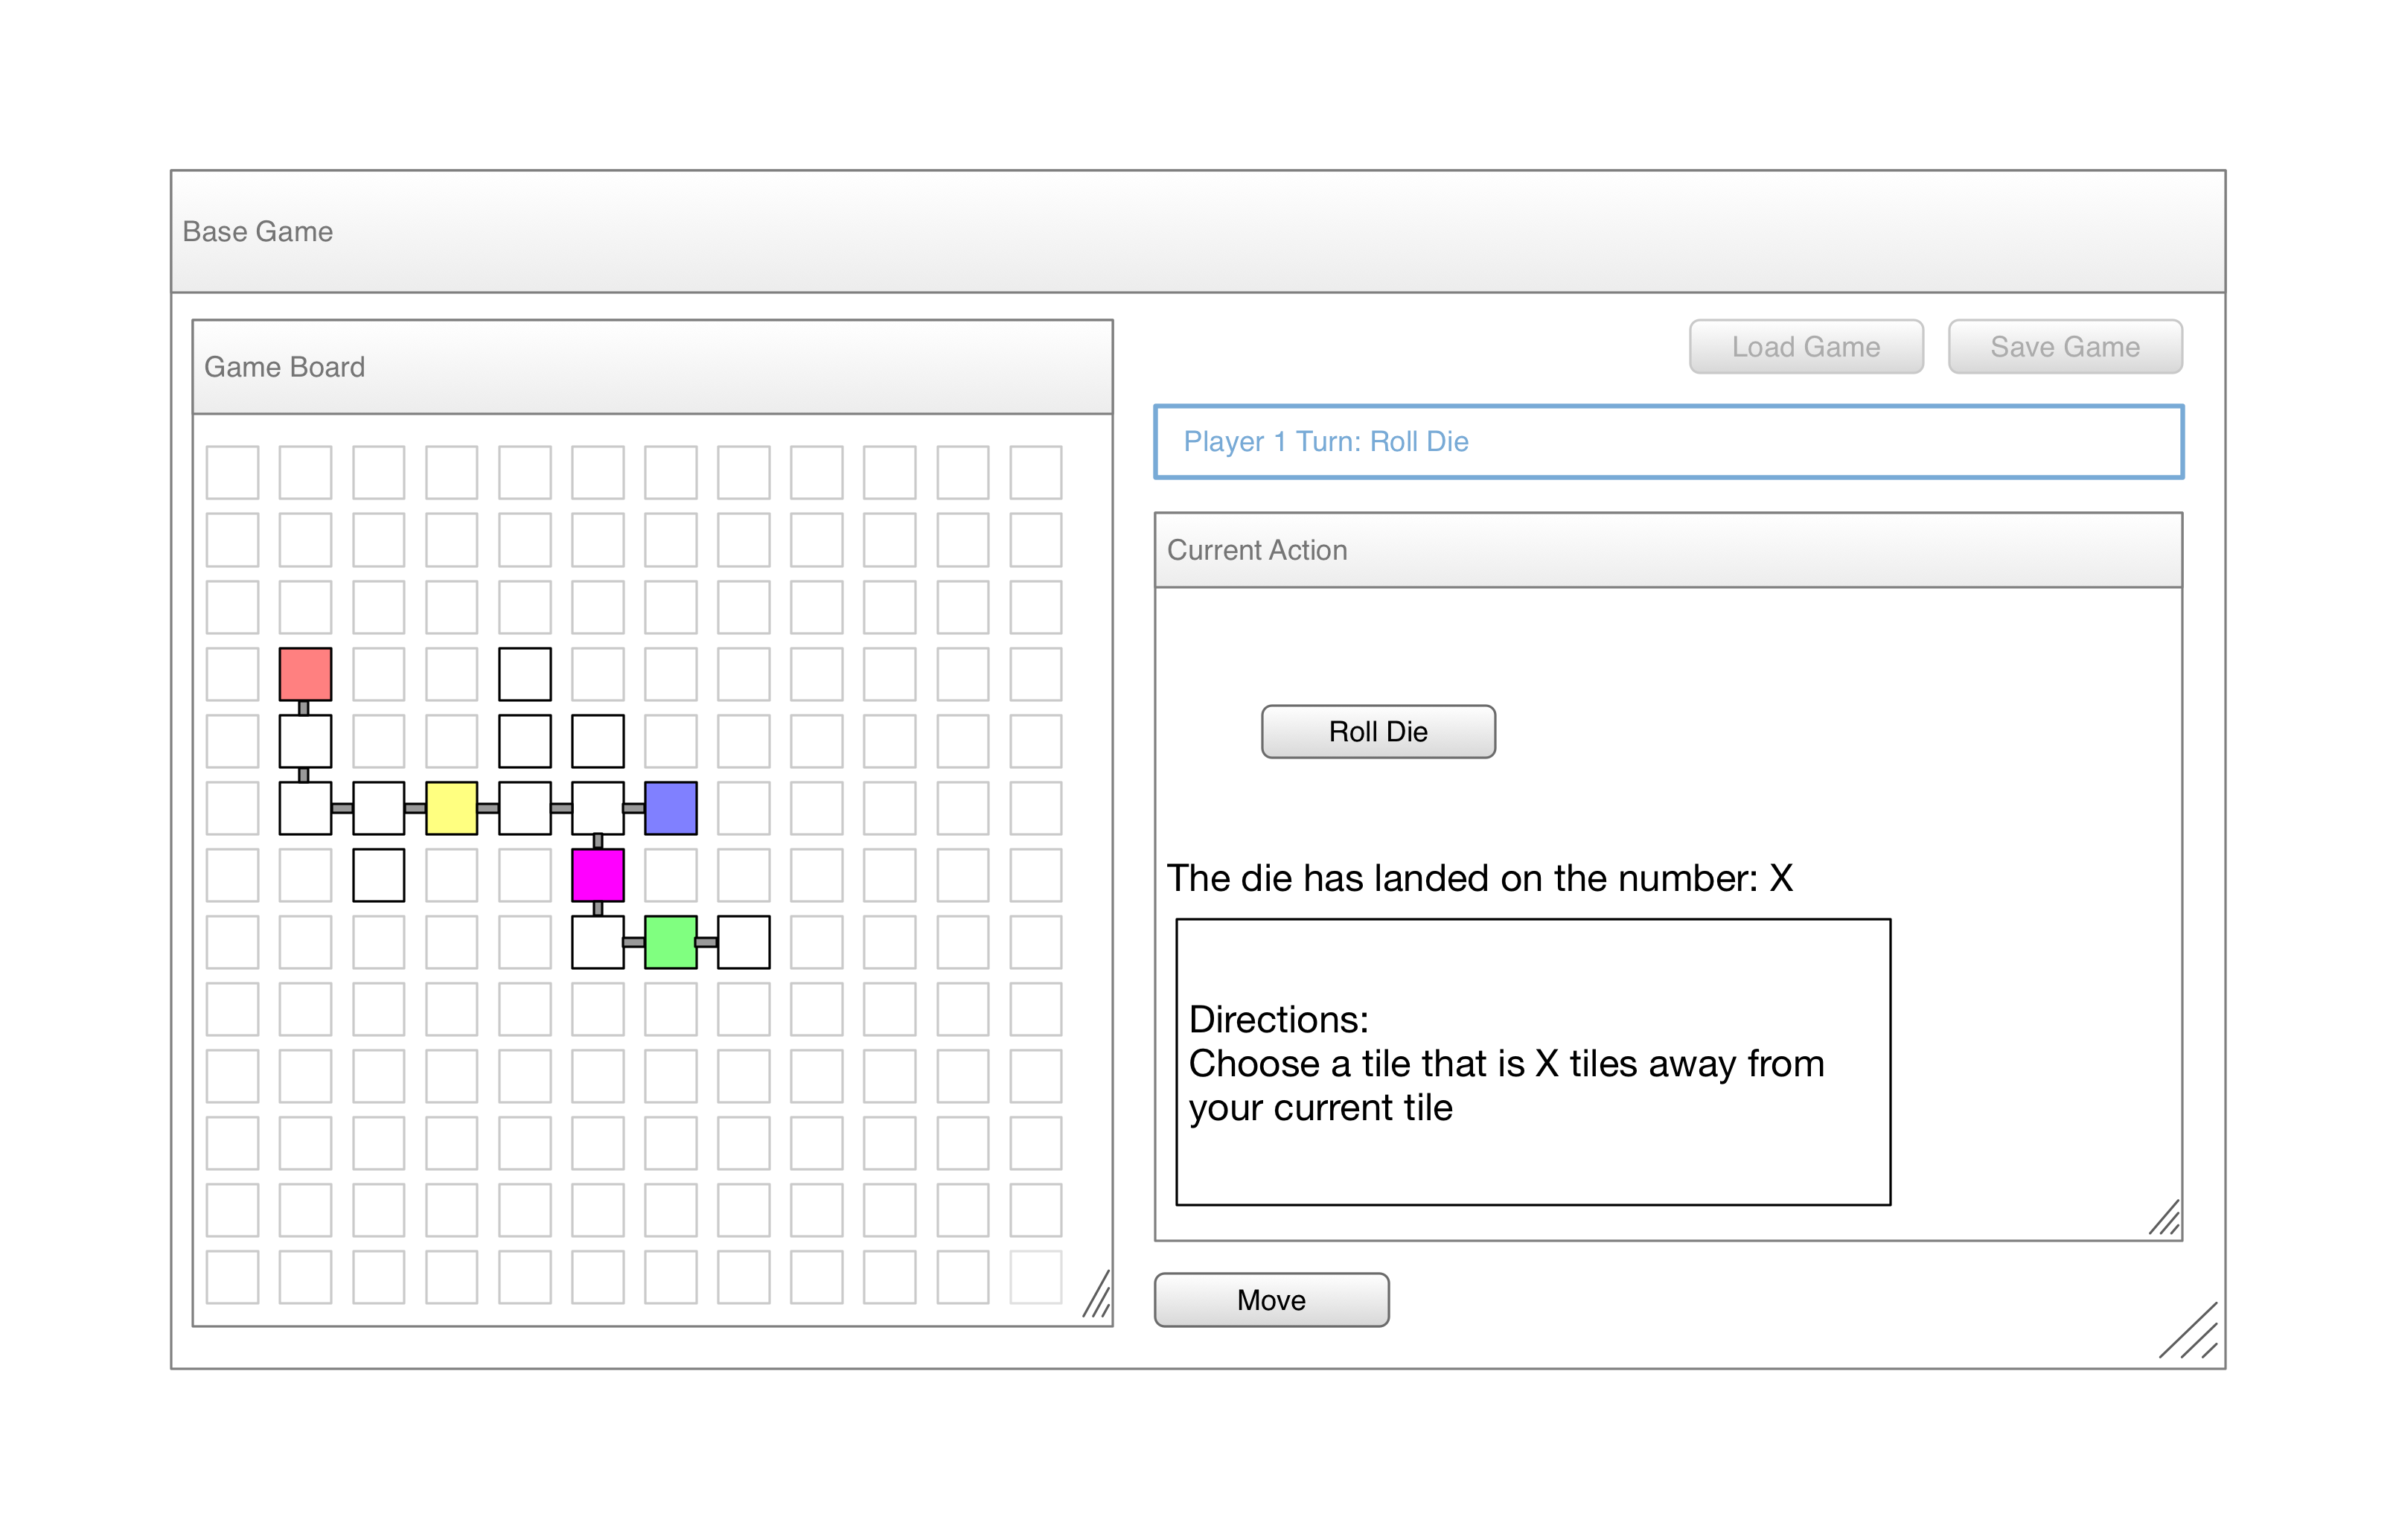 Base Game
Game Board
Load Game
Save Game
Player 1 Turn: Roll Die
Current Action
Roll Die
The die has landed on the number: X
Directions:
Choose a tile that is X tiles away from
your current tile
Move